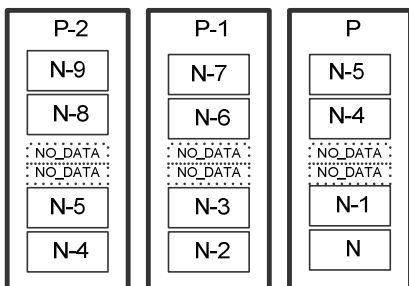 P-2
N-9
N-8
NO_DATA
NO_DATA
N-5
N-4
P-1
N-7
N-6
NO_DATA
NO_DATA
N-3
N-2
P
N-5
N-4
NO_DATA
NO_DATA
N-1
N